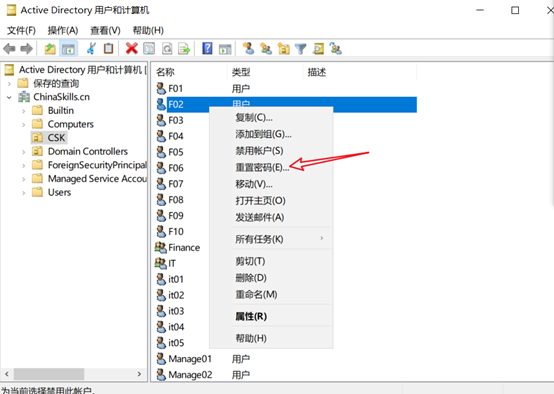 Active Directory 用户和计算机
文件(F) 操作(A) 查看(V) 帮助(H)
Active Directory 用户和计算机 [
保存的查询
ChinaSkills.cn
Builtin
Computers
CSK
Domain Controllers
ForeignSecurityPrincipal
Managed Service Accou
Users
名称 类型 描述
F01 用户
F02 用户
F03
F04
F05
F06
F07
F08
F09
F10
Finance
IT
it01
it02
it03
it04
it05
Manage01 用户
Manage02 用户
复制(C)...
添加到组(G)...
禁用帐户(S)
重置密码(E)...
移动(V)...
打开主页(O)
发送邮件(A)
所有任务(K)
剪切(T)
删除(D)
重命名(M)
属性(R)
帮助(H)
为当前选择禁用此帐户。